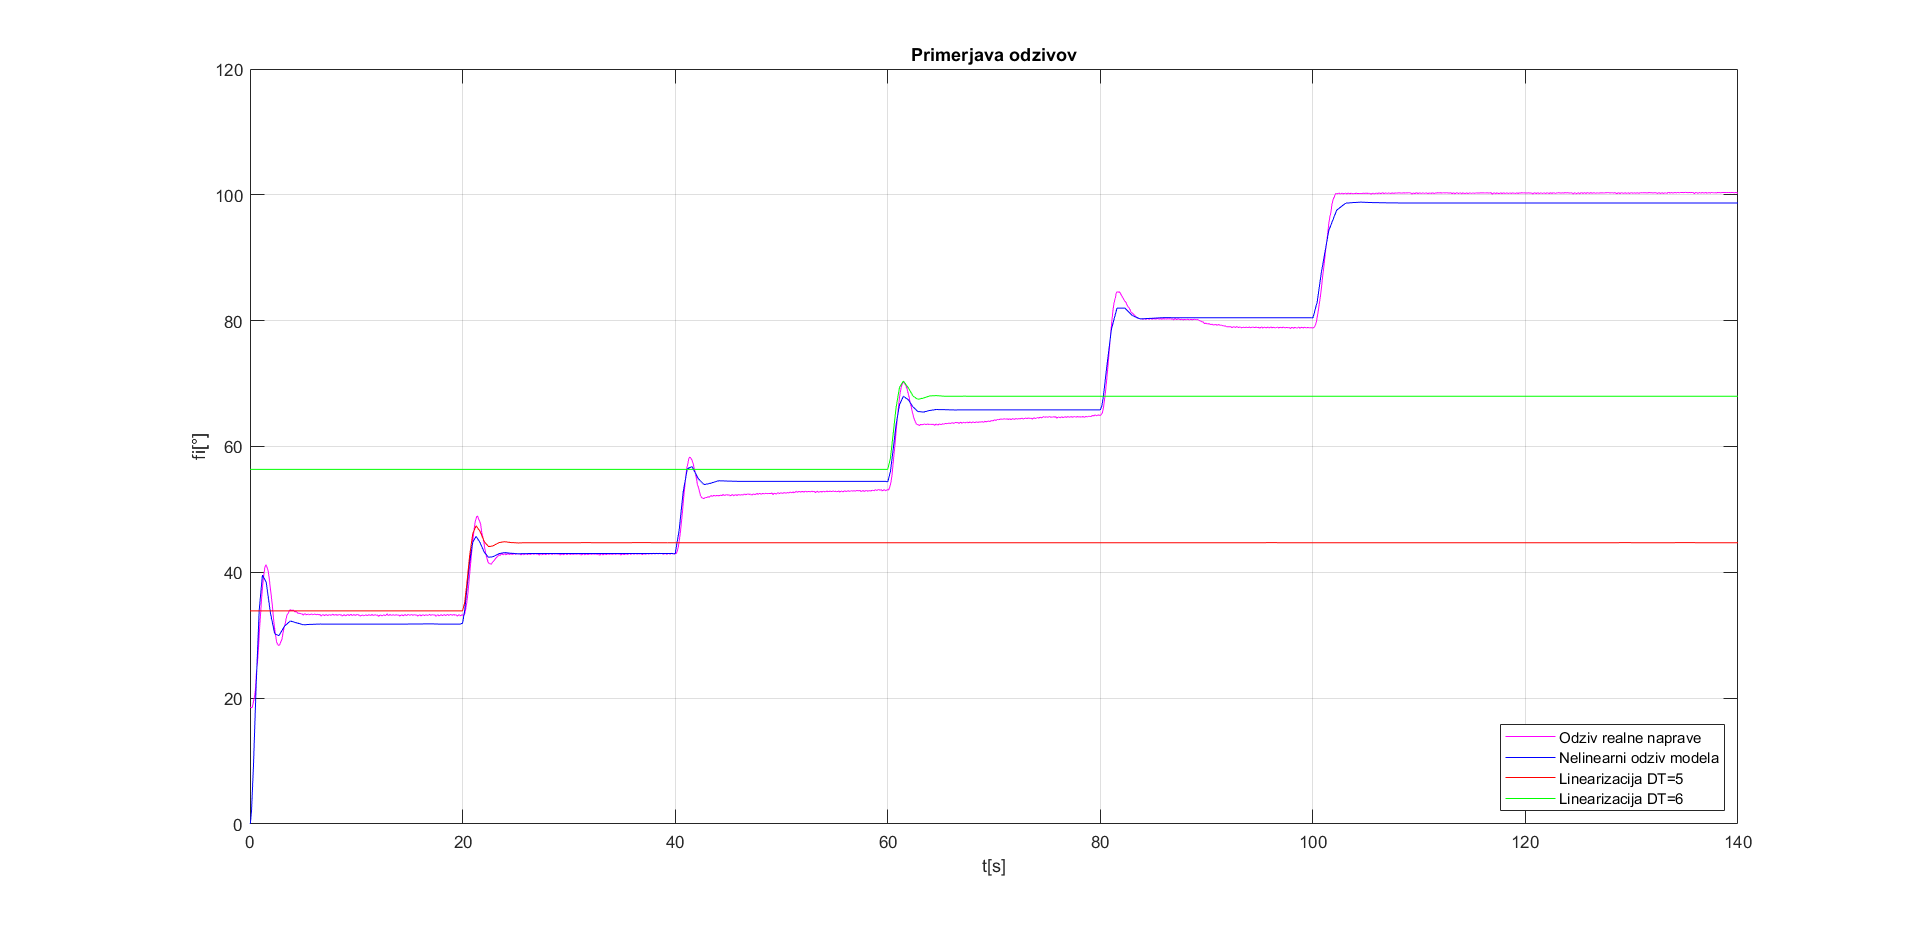 Primerjava odzivov
120
100
80
60
40
20
0
fi[°]
0 20 40 60 80 100 120 140
t[s]
Odziv realne naprave
Nelinearni odziv modela
Linearizacija DT=5
Linearizacija DT=6